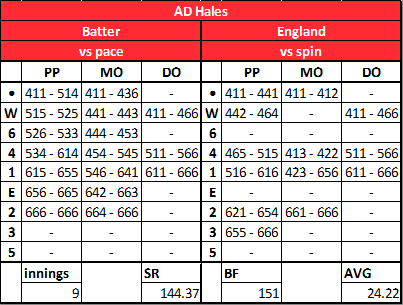 AD Hales
Batter England
vs pace vs spin
PP MO DO PP MO DO
• 411 - 514 411 - 436 - • 411 - 441 411 - 412 -
W 515 - 525 441 - 443 411 - 466 W 442 - 464 - 411 - 466
6 526 - 533 444 - 453 - 6 - - -
4 534 - 614 454 - 545 511 - 566 4 465 - 515 413 - 422 511 - 566
1 615 - 655 546 - 641 611 - 666 1 516 - 616 423 - 656 611 - 666
E 656 - 665 642 - 663 - E - - -
2 666 - 666 664 - 666 - 2 621 - 654 661 - 666 -
3 - - - 3 655 - 666 - -
5 - - - 5 - - -
innings SR BF AVG
9 144.37 151 24.22